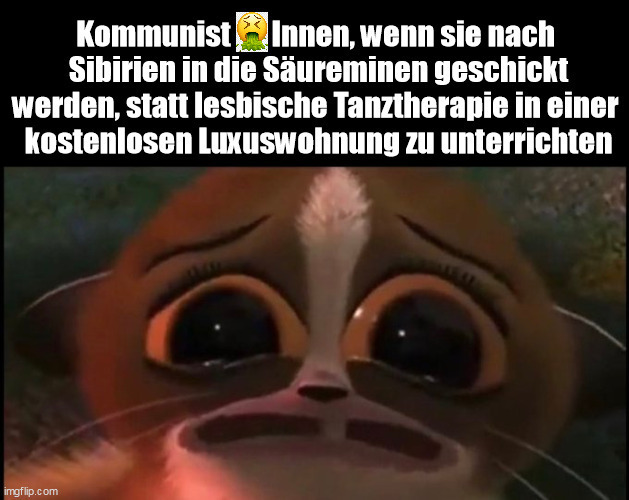 Kommunist 🤮 Innen, wenn sie nach
Sibirien in die Säureminen geschickt
werden, statt lesbische Tanztherapie in einer
kostenlosen Luxuswohnung zu unterrichten
imgflip.com